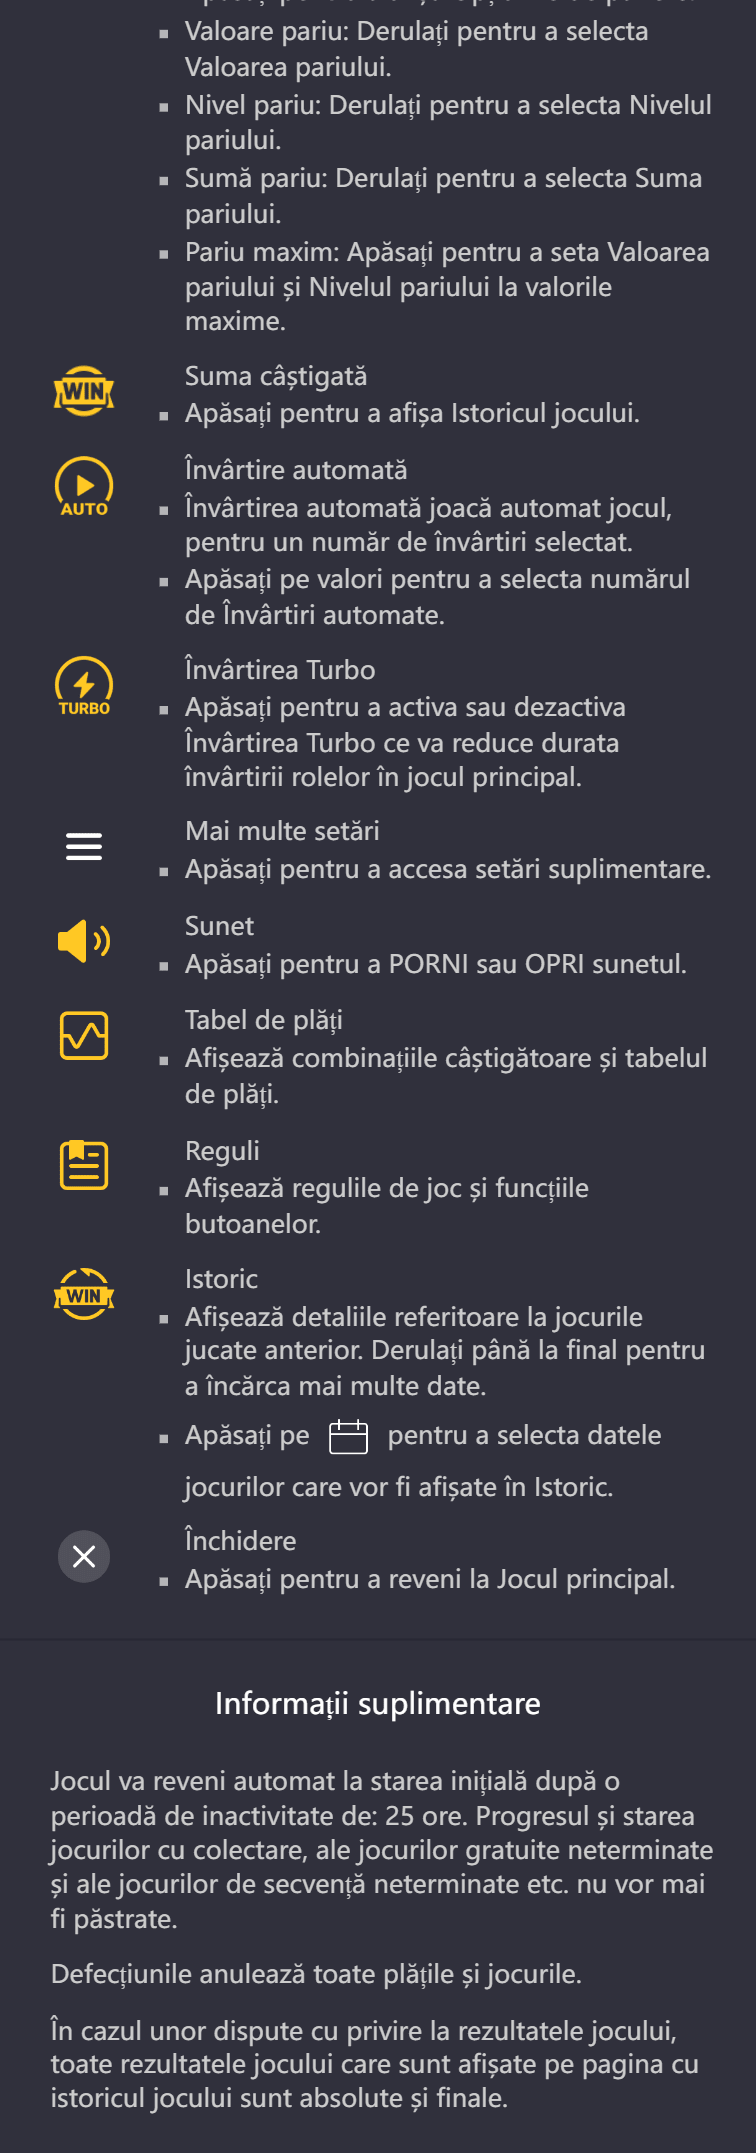 Valoare pariu: Derulați pentru a selecta
Valoarea pariului.
Nivel pariu: Derulați pentru a selecta Nivelul
pariului.
Sumă pariu: Derulați pentru a selecta Suma
pariului.
Pariu maxim: Apăsați pentru a seta Valoarea
pariului și Nivelul pariului la valorile
maxime.
WIN
Suma câștigată
Apăsați pentru a afișa Istoricul jocului.
AUTO
Învârtire automată
Învârtirea automată joacă automat jocul,
pentru un număr de învârtiri selectat.
Apăsați pe valori pentru a selecta numărul
de Învârtiri automate.
TURBO
Învârtirea Turbo
Apăsați pentru a activa sau dezactiva
Învârtirea Turbo ce va reduce durata
învârtirii rolelor în jocul principal.
Mai multe setări
Apăsați pentru a accesa setări suplimentare.
Sunet
Apăsați pentru a PORNI sau OPRI sunetul.
Tabel de plăți
Afișează combinațiile câștigătoare și tabelul
de plăți.
Reguli
Afișează regulile de joc și funcțiile
butoanelor.
WIN
Istoric
Afișează detaliile referitoare la jocurile
jucate anterior. Derulați până la final pentru
a încărca mai multe date.
Apăsați pe pentru a selecta datele
jocurilor care vor fi afișate în Istoric.
Închidere
Apăsați pentru a reveni la Jocul principal.
Informații suplimentare
Jocul va reveni automat la starea inițială după o
perioadă de inactivitate de: 25 ore. Progresul și starea
jocurilor cu colectare, ale jocurilor gratuite neterminate
și ale jocurilor de secvență neterminate etc. nu vor mai
fi păstrate.
Defecțiunile anulează toate plățile și jocurile.
În cazul unor dispute cu privire la rezultatele jocului,
toate rezultatele jocului care sunt afișate pe pagina cu
istoricul jocului sunt absolute și finale.